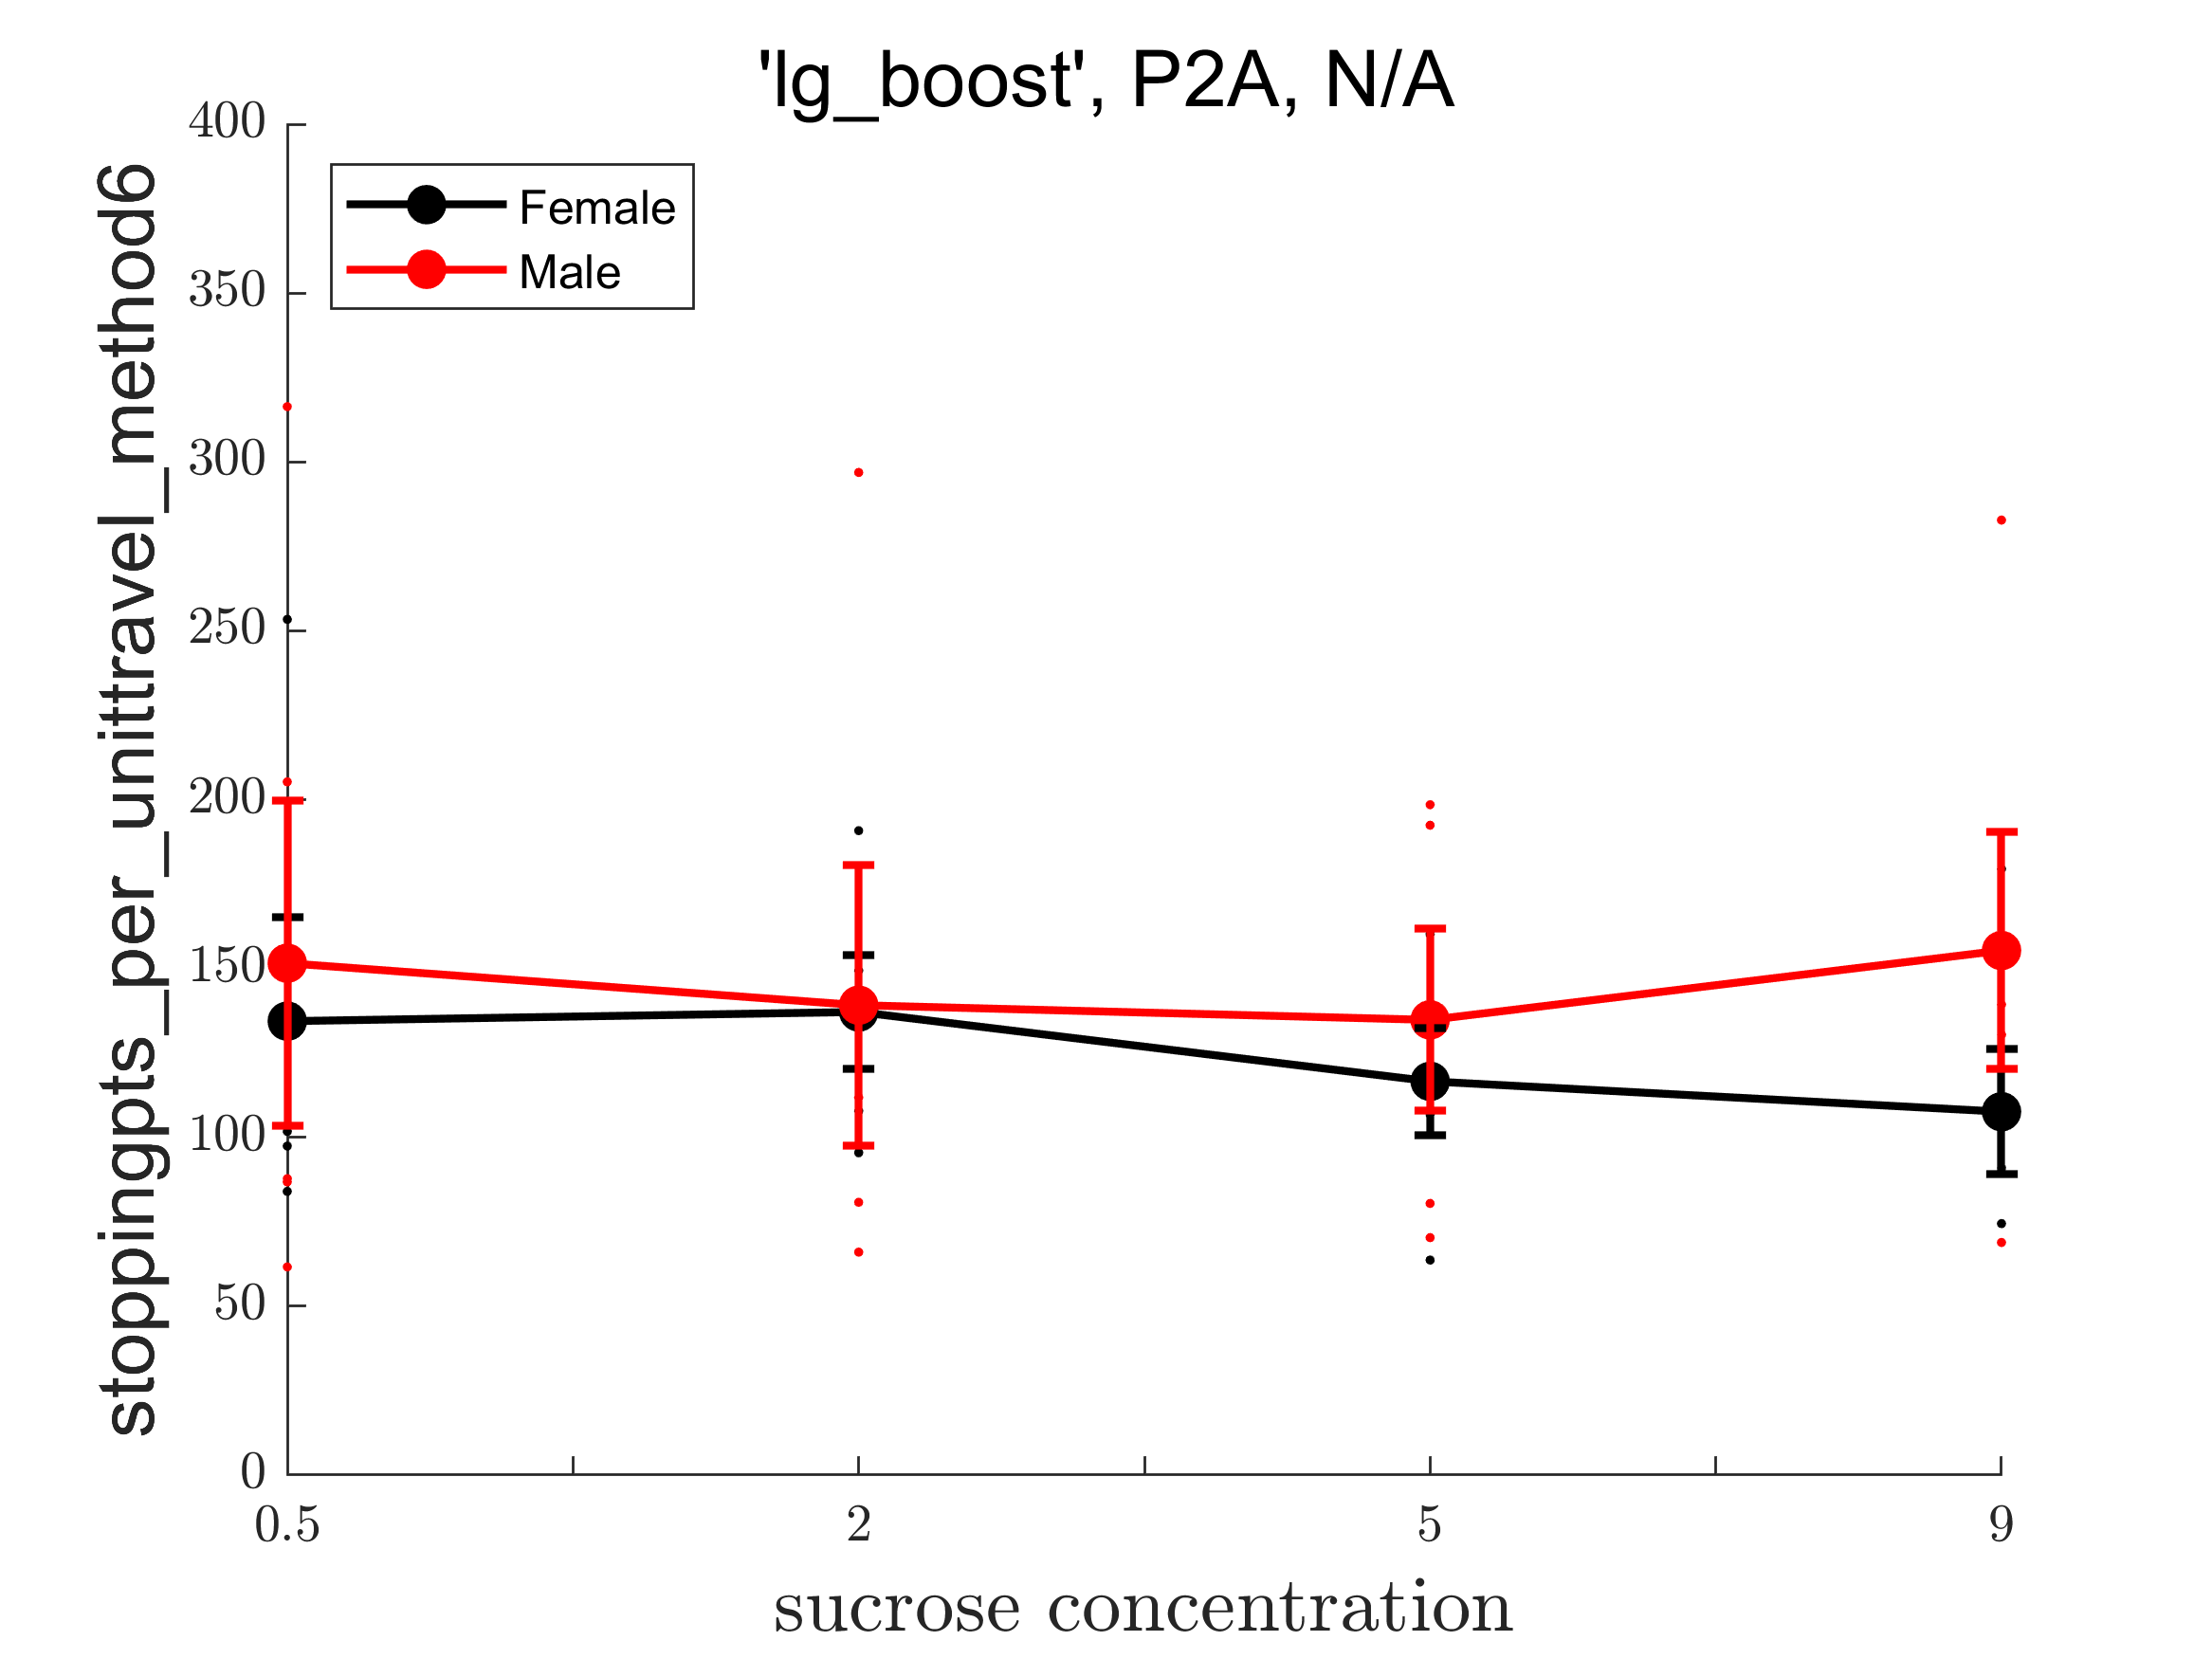 'lg_boost', P2A, N/A
400
350
300
250
200
150
100
50
0
stoppingpts_per_unittravel_method6
Female
Male
0.5
2
5
9
sucrose concentration